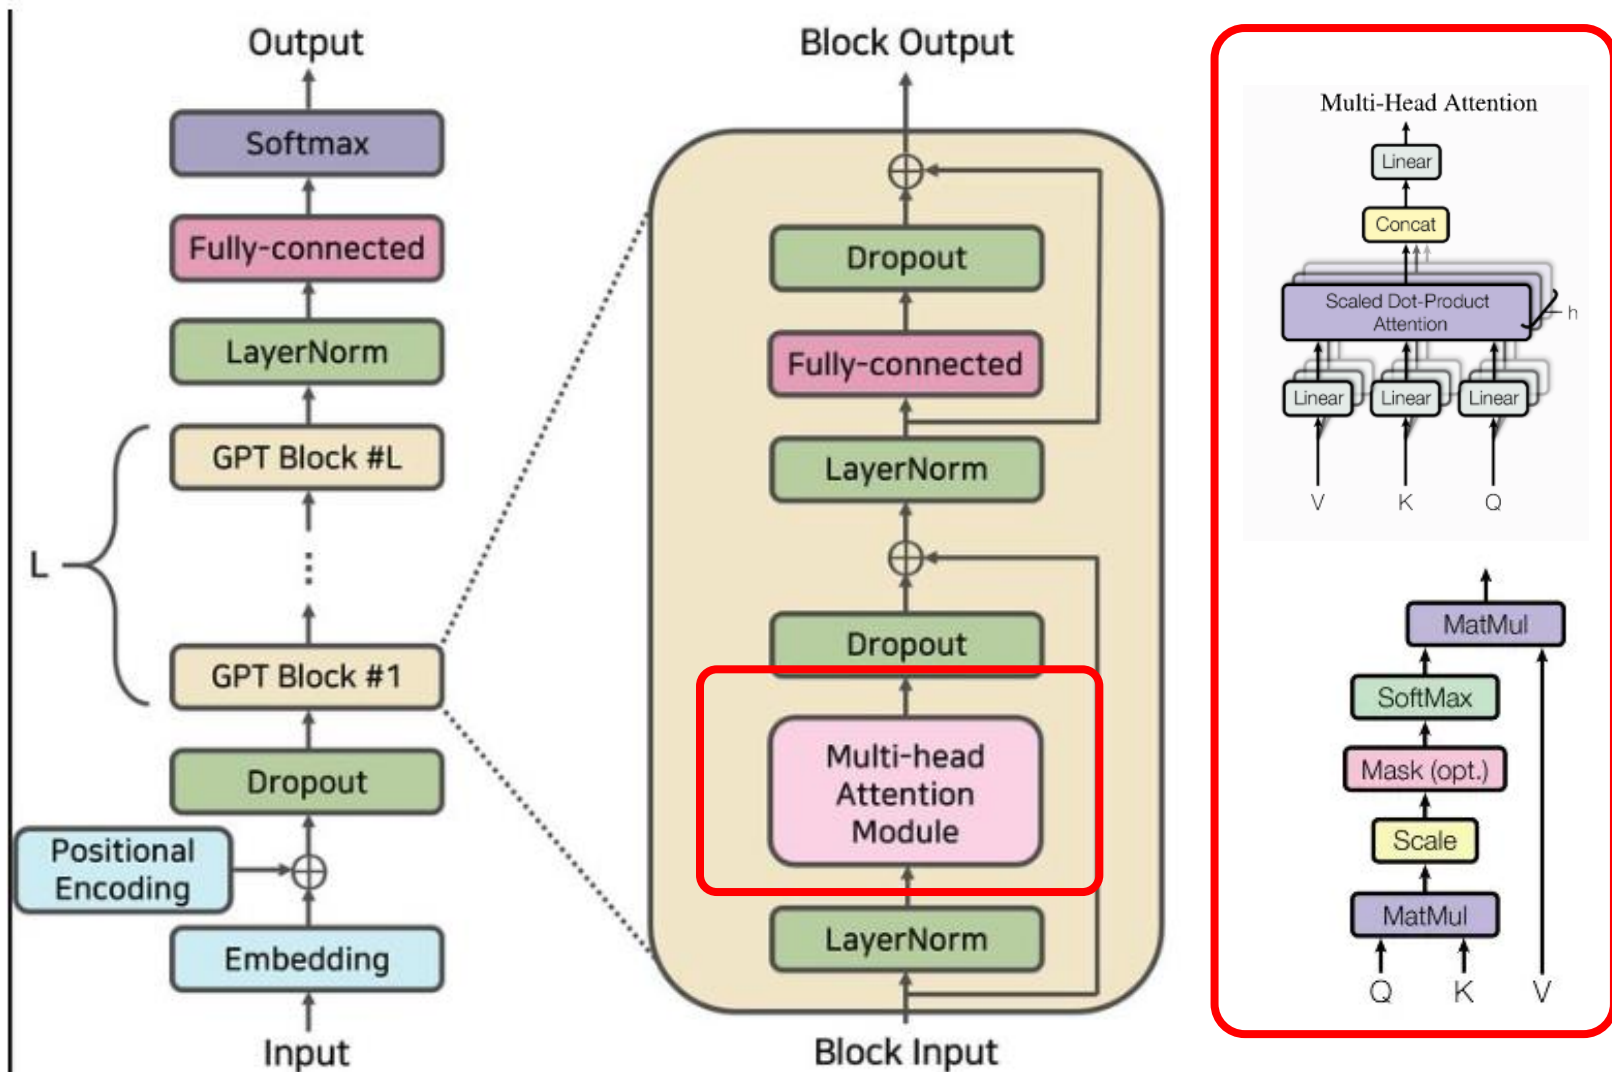 Output
Softmax
Fully-connected
LayerNorm
GPT Block #L
L
GPT Block #1
Dropout
Positional
Encoding
Embedding
Input
Block Output
Dropout
Fully-connected
LayerNorm
Dropout
Multi-head
Attention
Module
LayerNorm
Block Input
Multi-Head Attention
Linear
Concat
Scaled Dot-Product
Attention
h
Linear Linear Linear
V K Q
MatMul
SoftMax
Mask (opt.)
Scale
MatMul
Q K V